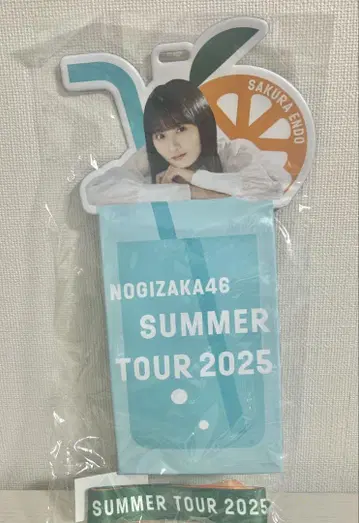 SAKURA ENDO
NOGIZAKA46
SUMMER
TOUR 2025
SUMMER TOUR 2025